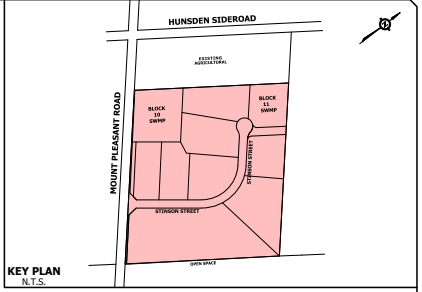 HUNSDEN SIDEROAD
EXISTING
AGRICULTURAL
MOUNT PLEASANT ROAD
BLOCK
10
SWMP
BLOCK
11
SWMP
STINSON STREET
STINSON STREET
OPEN SPACE
KEY PLAN
N.T.S.